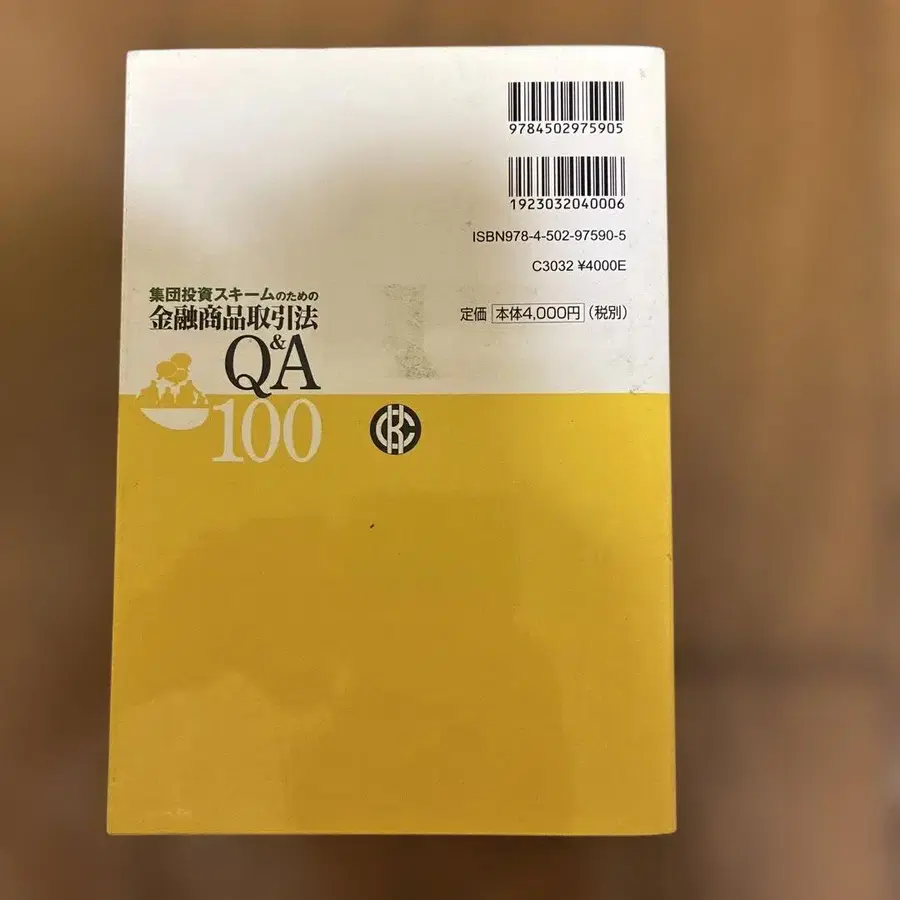 9784502975905
1923032040006
ISBN978-4-502-97590-5
C3032 ¥4000E
定価 本体4,000円 (税別)
集団投資スキームのための
金融商品取引法
Q&A
100